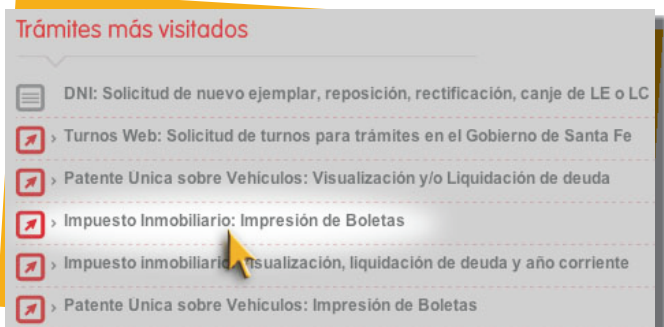 Trámites más visitados
DNI: Solicitud de nuevo ejemplar, reposición, rectificación, canje de LE o LC
› Turnos Web: Solicitud de turnos para trámites en el Gobierno de Santa Fe
› Patente Unica sobre Vehículos: Visualización y/o Liquidación de deuda
› Impuesto Inmobiliario: Impresión de Boletas
› Impuesto inmobiliario visualización, liquidación de deuda y año corriente
› Patente Unica sobre Vehículos: Impresión de Boletas